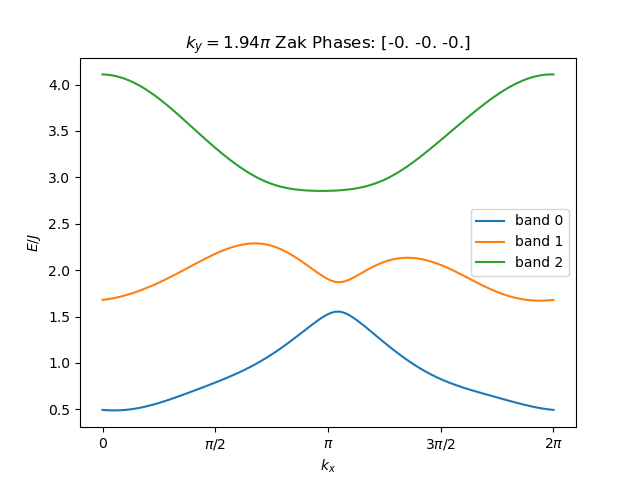 k_y = 1.94π Zak Phases: [-0. -0. -0.]
E/J
4.0
3.5
3.0
2.5
2.0
1.5
1.0
0.5
band 0
band 1
band 2
0 π/2 π 3π/2 2π
k_x